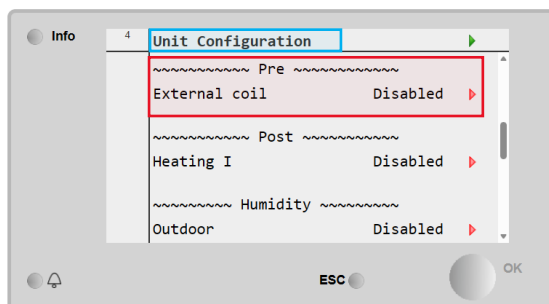 Info
4 Unit Configuration
~~~~~~~~~~~ Pre ~~~~~~~~~~~~
External coil Disabled
~~~~~~~~~~~ Post ~~~~~~~~~~~
Heating I Disabled
~~~~~~~~~ Humidity ~~~~~~~~~
Outdoor Disabled
ESC OK